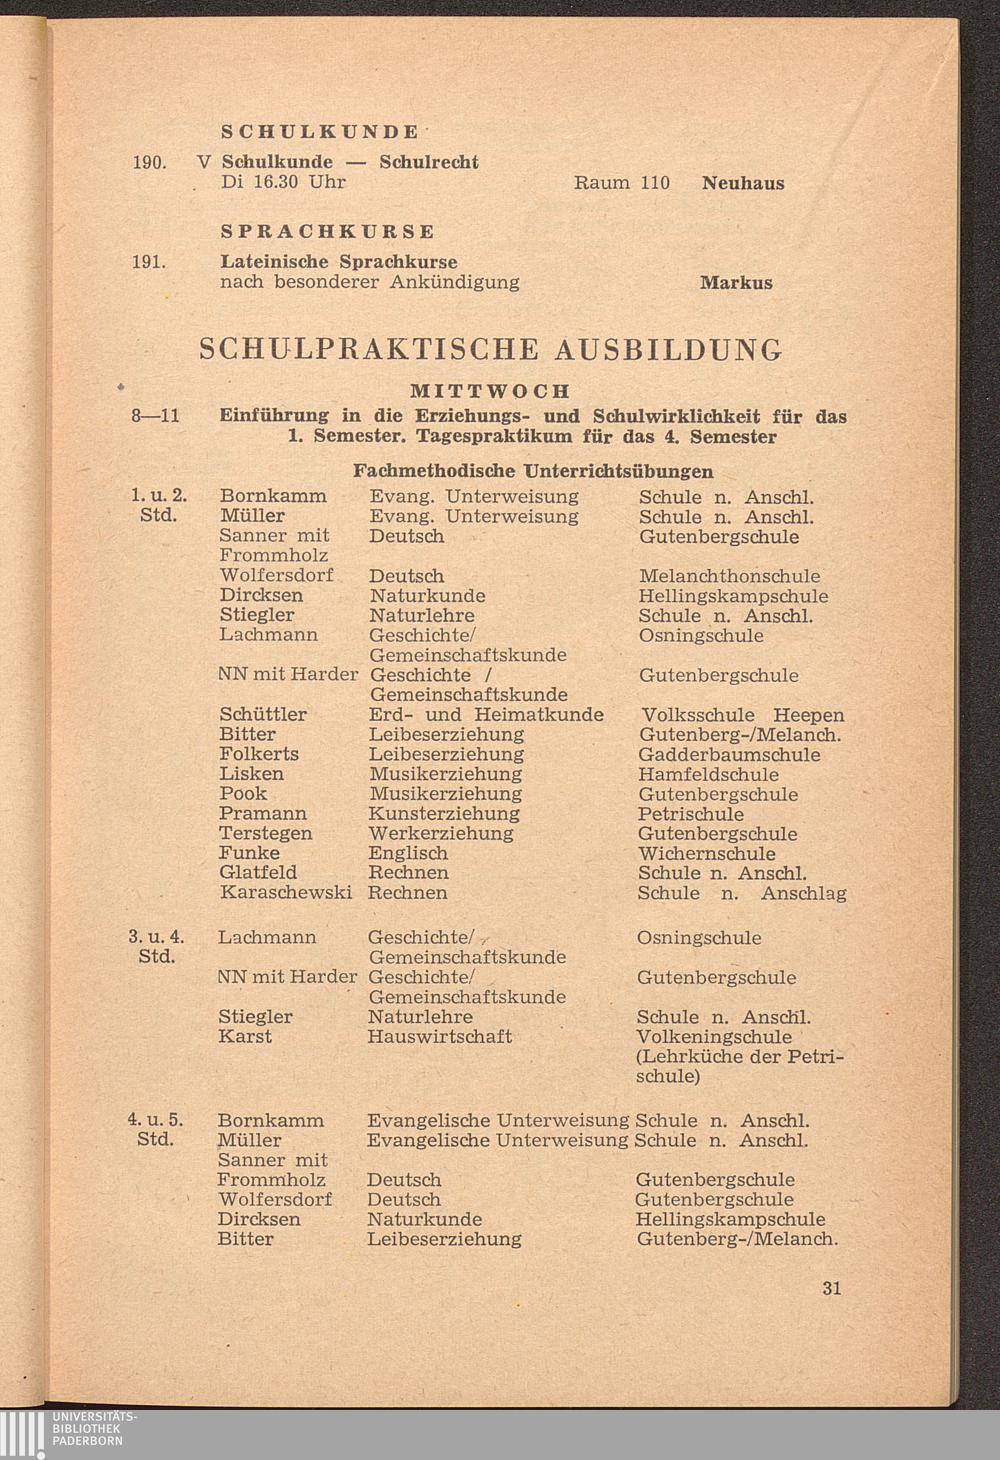 SCHULKUNDE
190. V Schulkunde — Schulrecht
Di 16.30 Uhr Raum 110 Neuhaus
SPRACHKURSE
191. Lateinische Sprachkurse
nach besonderer Ankündigung Markus
SCHULPRAKTISCHE AUSBILDUNG
MITTWOCH
8—11 Einführung in die Erziehungs- und Schulwirklichkeit für das
1. Semester. Tagespraktikum für das 4. Semester
Fachmethodische Unterrichtsübungen
1. u. 2. Bornkamm Evang. Unterweisung Schule n. Anschl.
Std. Müller Evang. Unterweisung Schule n. Anschl.
Sanner mit Deutsch Gutenbergschule
Frommholz
Wolfersdorf Deutsch Melanchthonschule
Dircksen Naturkunde Hellingskampschule
Stiegler Naturlehre Schule n. Anschl.
Lachmann Geschichte/ Osningschule
Gemeinschaftskunde
NN mit Harder Geschichte / Gutenbergschule
Gemeinschaftskunde
Schüttler Erd- und Heimatkunde Volksschule Heepen
Bitter Leibeserziehung Gutenberg-/Melanch.
Folkerts Leibeserziehung Gadderbaumschule
Lisken Musikerziehung Hamfeldschule
Pook Musikerziehung Gutenbergschule
Pramann Kunsterziehung Petrischule
Terstegen Werkerziehung Gutenbergschule
Funke Englisch Wichernschule
Glatfeld Rechnen Schule n. Anschl.
Karaschewski Rechnen Schule n. Anschlag
3. u. 4. Lachmann Geschichte/ Osningschule
Std. Gemeinschaftskunde
NN mit Harder Geschichte/ Gutenbergschule
Gemeinschaftskunde
Stiegler Naturlehre Schule n. Anschl.
Karst Hauswirtschaft Volkeningschule
(Lehrküche der Petri-
schule)
4. u. 5. Bornkamm Evangelische Unterweisung Schule n. Anschl.
Std. Müller Evangelische Unterweisung Schule n. Anschl.
Sanner mit
Frommholz Deutsch Gutenbergschule
Wolfersdorf Deutsch Gutenbergschule
Dircksen Naturkunde Hellingskampschule
Bitter Leibeserziehung Gutenberg-/Melanch.
31
UNIVERSITÄTS-
BIBLIOTHEK
PADERBORN